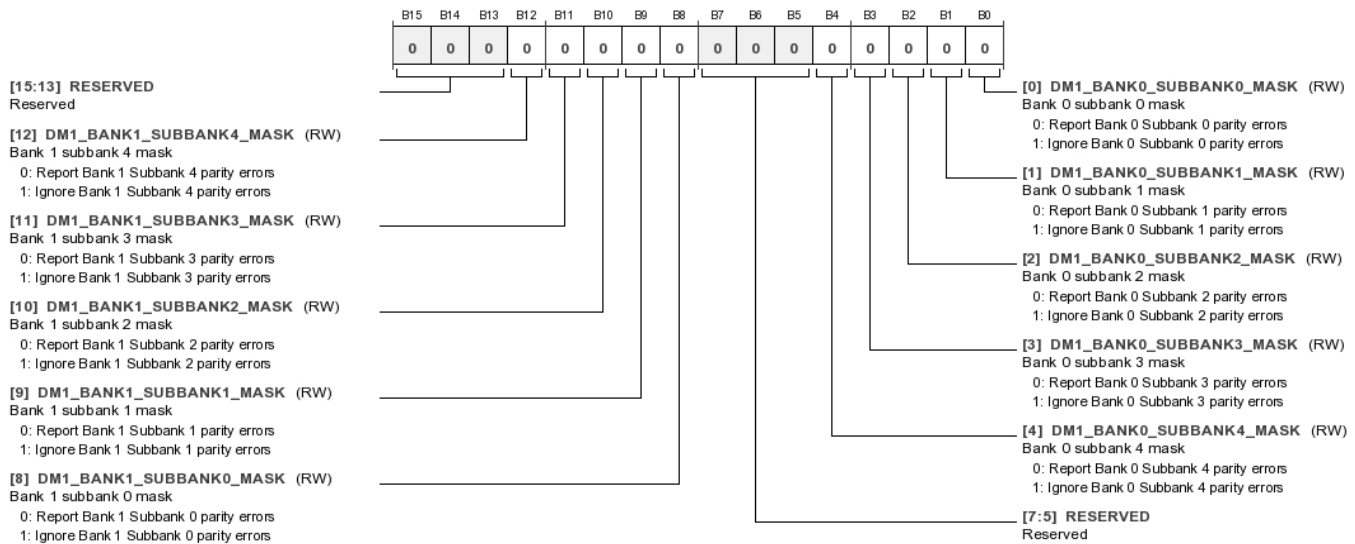 B15 B14 B13 B12 B11 B10 B9 B8 B7 B6 B5 B4 B3 B2 B1 B0
0 0 0 0 0 0 0 0 0 0 0 0 0 0 0 0
[15:13] RESERVED
Reserved
[12] DM1_BANK1_SUBBANK4_MASK (RW)
Bank 1 subbank 4 mask
0: Report Bank 1 Subbank 4 parity errors
1: Ignore Bank 1 Subbank 4 parity errors
[11] DM1_BANK1_SUBBANK3_MASK (RW)
Bank 1 subbank 3 mask
0: Report Bank 1 Subbank 3 parity errors
1: Ignore Bank 1 Subbank 3 parity errors
[10] DM1_BANK1_SUBBANK2_MASK (RW)
Bank 1 subbank 2 mask
0: Report Bank 1 Subbank 2 parity errors
1: Ignore Bank 1 Subbank 2 parity errors
[9] DM1_BANK1_SUBBANK1_MASK (RW)
Bank 1 subbank 1 mask
0: Report Bank 1 Subbank 1 parity errors
1: Ignore Bank 1 Subbank 1 parity errors
[8] DM1_BANK1_SUBBANK0_MASK (RW)
Bank 1 subbank 0 mask
0: Report Bank 1 Subbank 0 parity errors
1: Ignore Bank 1 Subbank 0 parity errors
[0] DM1_BANK0_SUBBANK0_MASK (RW)
Bank 0 subbank 0 mask
0: Report Bank 0 Subbank 0 parity errors
1: Ignore Bank 0 Subbank 0 parity errors
[1] DM1_BANK0_SUBBANK1_MASK (RW)
Bank 0 subbank 1 mask
0: Report Bank 0 Subbank 1 parity errors
1: Ignore Bank 0 Subbank 1 parity errors
[2] DM1_BANK0_SUBBANK2_MASK (RW)
Bank 0 subbank 2 mask
0: Report Bank 0 Subbank 2 parity errors
1: Ignore Bank 0 Subbank 2 parity errors
[3] DM1_BANK0_SUBBANK3_MASK (RW)
Bank 0 subbank 3 mask
0: Report Bank 0 Subbank 3 parity errors
1: Ignore Bank 0 Subbank 3 parity errors
[4] DM1_BANK0_SUBBANK4_MASK (RW)
Bank 0 subbank 4 mask
0: Report Bank 0 Subbank 4 parity errors
1: Ignore Bank 0 Subbank 4 parity errors
[7:5] RESERVED
Reserved